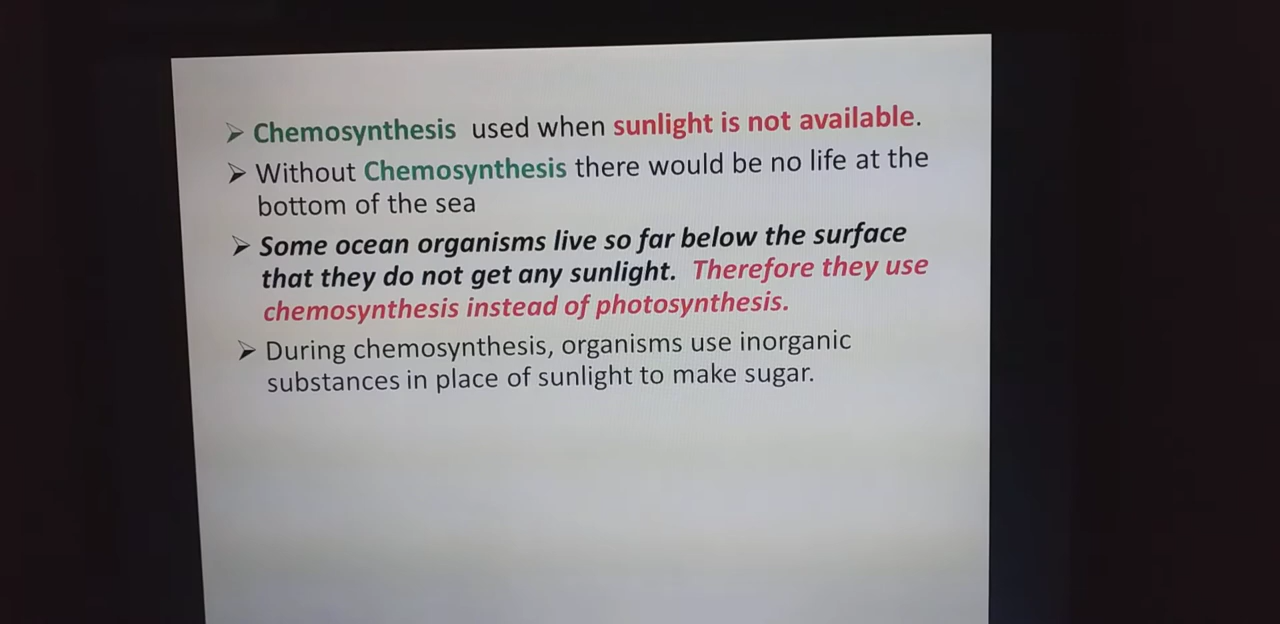 ➢ Chemosynthesis used when sunlight is not available.
➢ Without Chemosynthesis there would be no life at the
bottom of the sea
➢ Some ocean organisms live so far below the surface
that they do not get any sunlight. Therefore they use
chemosynthesis instead of photosynthesis.
➢ During chemosynthesis, organisms use inorganic
substances in place of sunlight to make sugar.